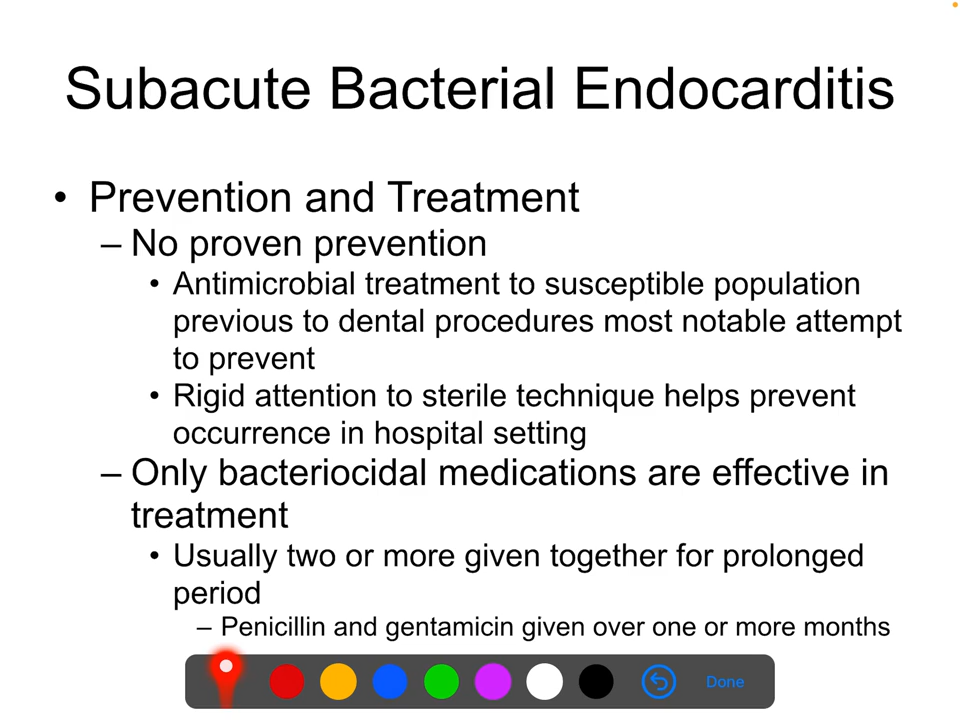 Subacute Bacterial Endocarditis
• Prevention and Treatment
– No proven prevention
• Antimicrobial treatment to susceptible population
previous to dental procedures most notable attempt
to prevent
• Rigid attention to sterile technique helps prevent
occurrence in hospital setting
– Only bacteriocidal medications are effective in
treatment
• Usually two or more given together for prolonged
period
– Penicillin and gentamicin given over one or more months
Done